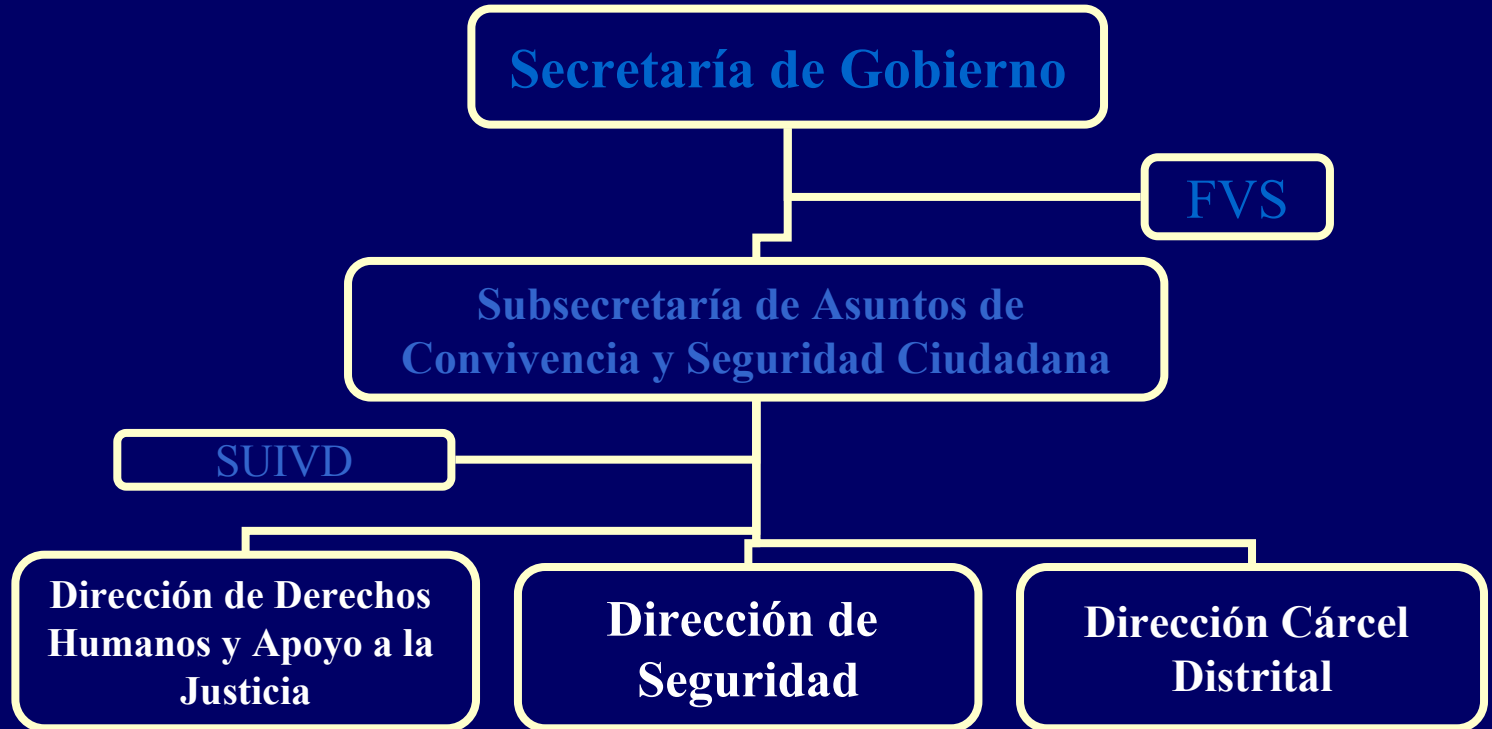 Secretaría de Gobierno
FVS
Subsecretaría de Asuntos de
Convivencia y Seguridad Ciudadana
SUIVD
Dirección de Derechos
Humanos y Apoyo a la
Justicia
Dirección de
Seguridad
Dirección Cárcel
Distrital